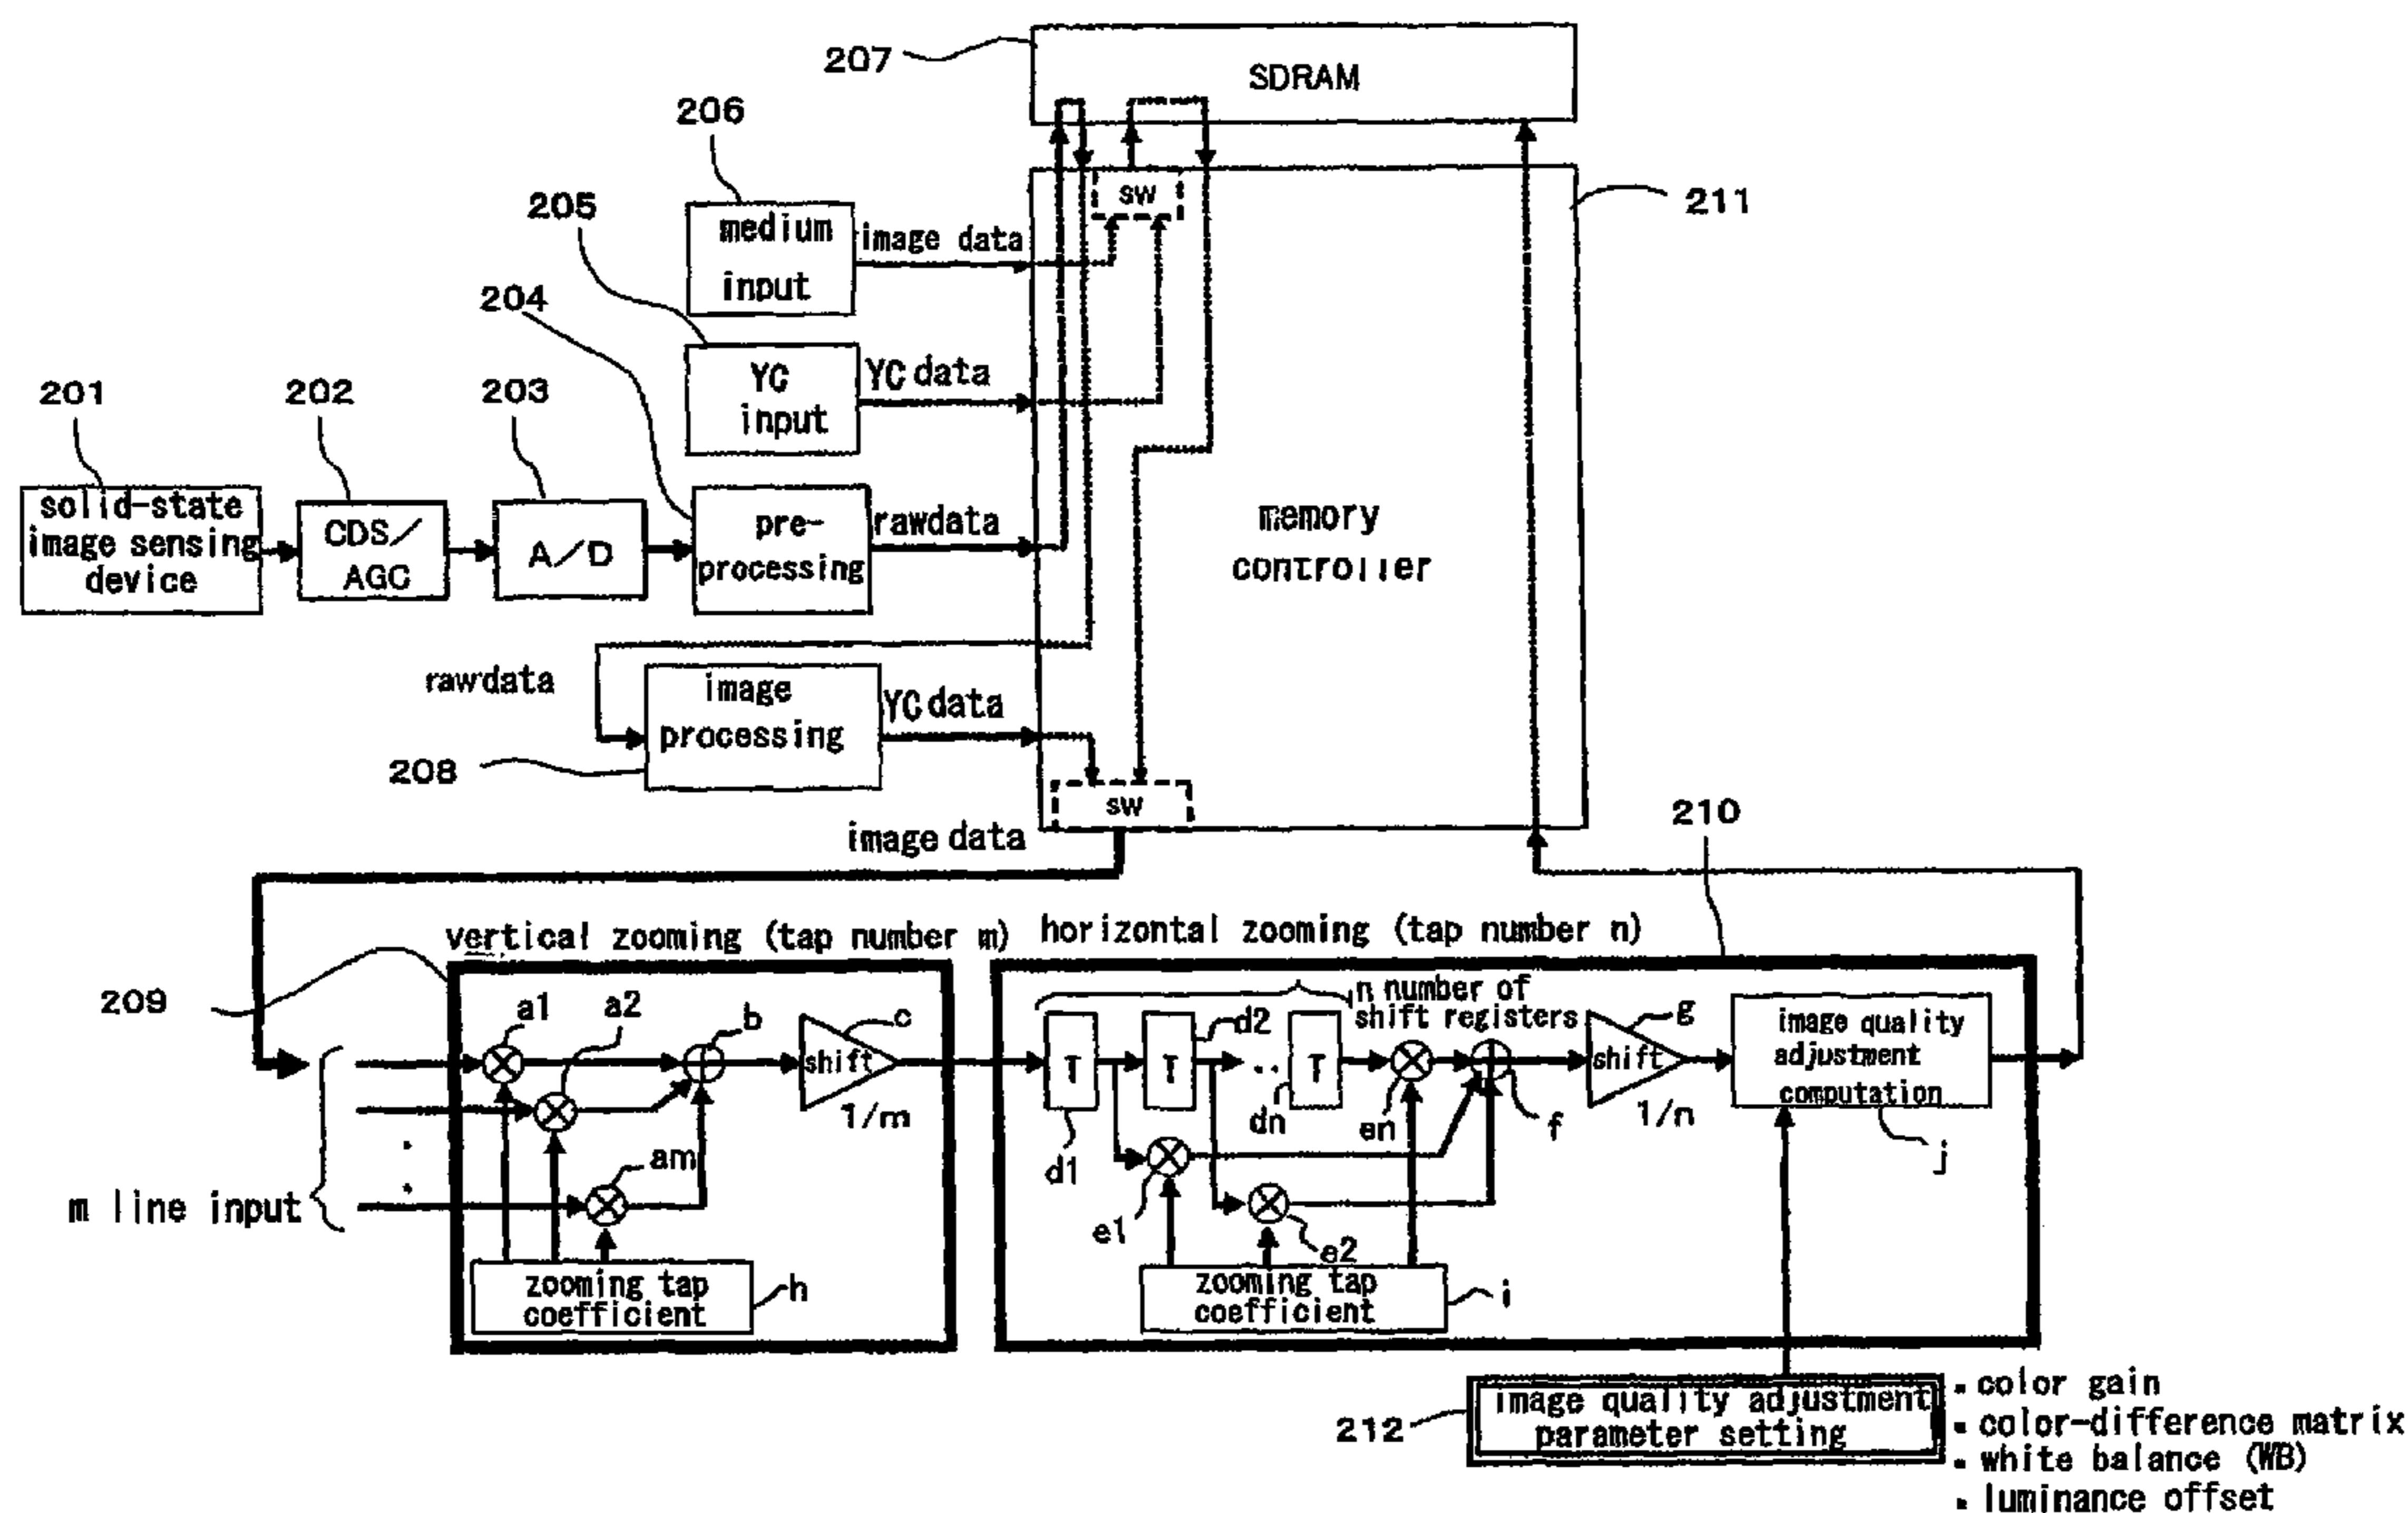 207
SDRAM
206
medium
input
image data
sw
211
205
YC
input
YC data
204
201
202
203
solid-state
image sensing
device
CDS/
AGC
A/D
pre-
processing
rawdata
memory
controller
rawdata
image
processing
YC data
208
sw
image data
210
vertical zooming (tap number m)
horizontal zooming (tap number n)
209
a1
a2
b
c
shift
1/m
am
m line input
zooming tap
coefficient
h
n number of
shift registers
T
d2
T
..
T
d1
dn
en
f
g
shift
1/n
image quality
adjustment
computation
j
e1
e2
zooming tap
coefficient
i
212
image quality adjustment
parameter setting
▪ color gain
▪ color-difference matrix
▪ white balance (WB)
▪ luminance offset